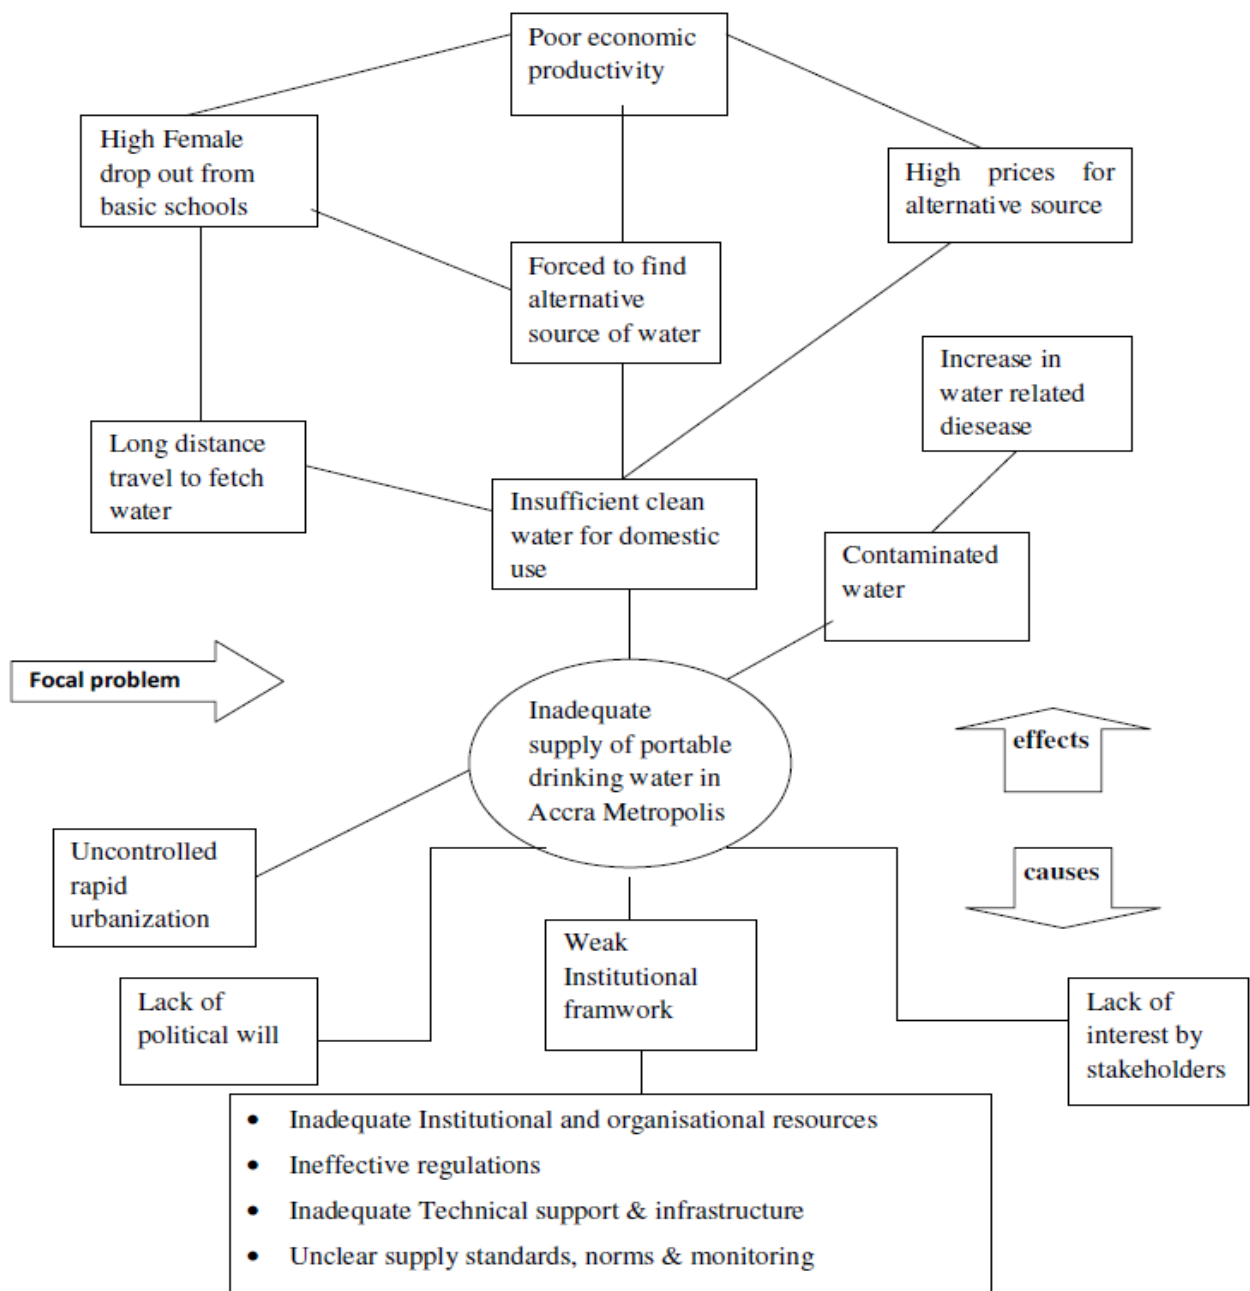 Poor economic
productivity
High Female
drop out from
basic schools
High prices for
alternative source
Forced to find
alternative
source of water
Increase in
water related
diesease
Long distance
travel to fetch
water
Insufficient clean
water for domestic
use
Contaminated
water
Focal problem
Inadequate
supply of portable
drinking water in
Accra Metropolis
effects
causes
Uncontrolled
rapid
urbanization
Weak
Institutional
framwork
Lack of
political will
Lack of
interest by
stakeholders
• Inadequate Institutional and organisational resources
• Ineffective regulations
• Inadequate Technical support & infrastructure
• Unclear supply standards, norms & monitoring